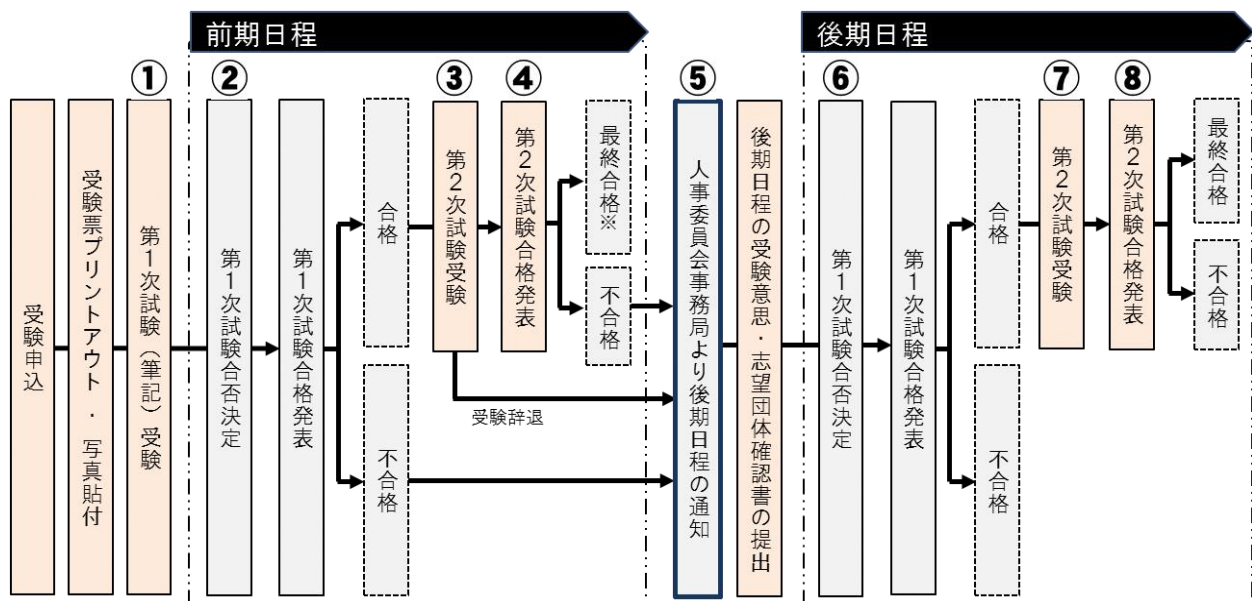 前期日程
後期日程
①
②
③
④
⑤
⑥
⑦
⑧
受験申込
受験票プリントアウト・写真貼付
第1次試験（筆記）受験
第1次試験合否決定
第1次試験合格発表
合格
不合格
第2次試験受験
受験辞退
第2次試験合格発表
最終合格※
不合格
人事委員会事務局より後期日程の通知
後期日程の受験意思・志望団体確認書の提出
第1次試験合否決定
第1次試験合格発表
合格
不合格
第2次試験受験
第2次試験合格発表
最終合格
不合格